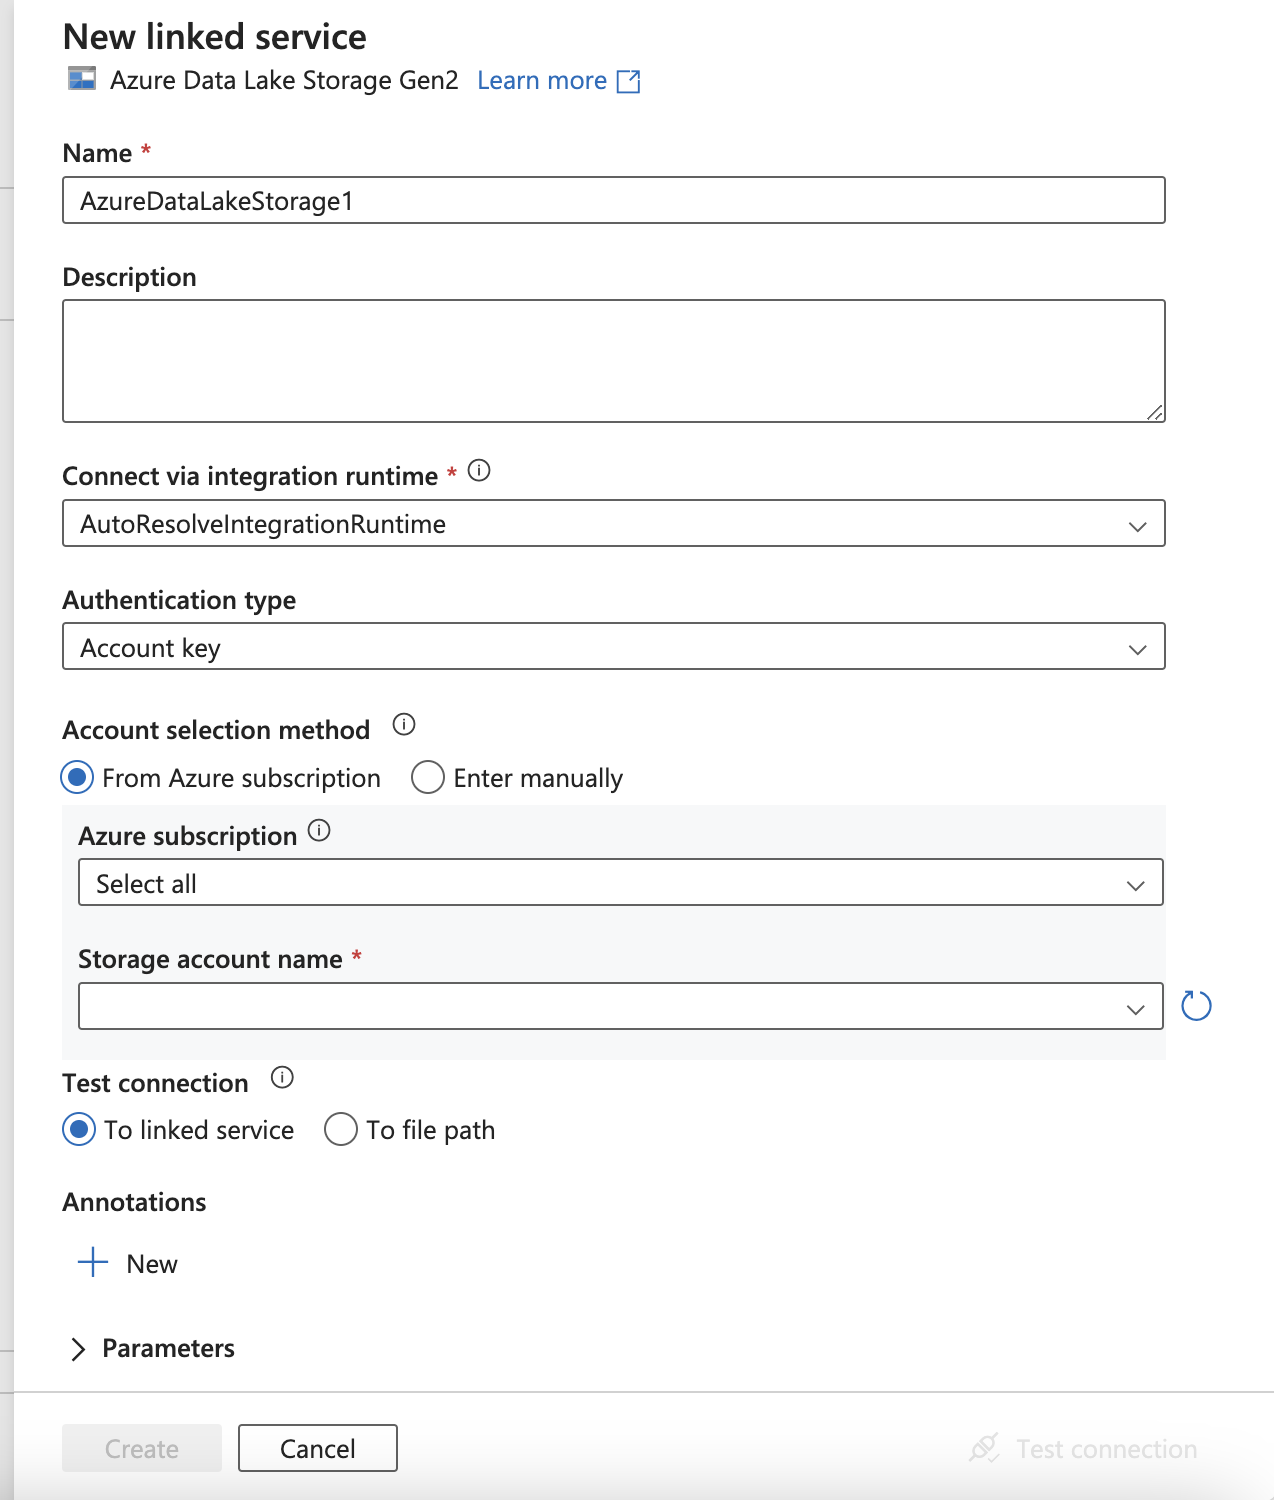 New linked service
Azure Data Lake Storage Gen2 Learn more
Name *
AzureDataLakeStorage1
Description
Connect via integration runtime *
AutoResolveIntegrationRuntime
Authentication type
Account key
Account selection method
From Azure subscription Enter manually
Azure subscription
Select all
Storage account name *
Test connection
To linked service To file path
Annotations
New
Parameters
Create Cancel Test connection